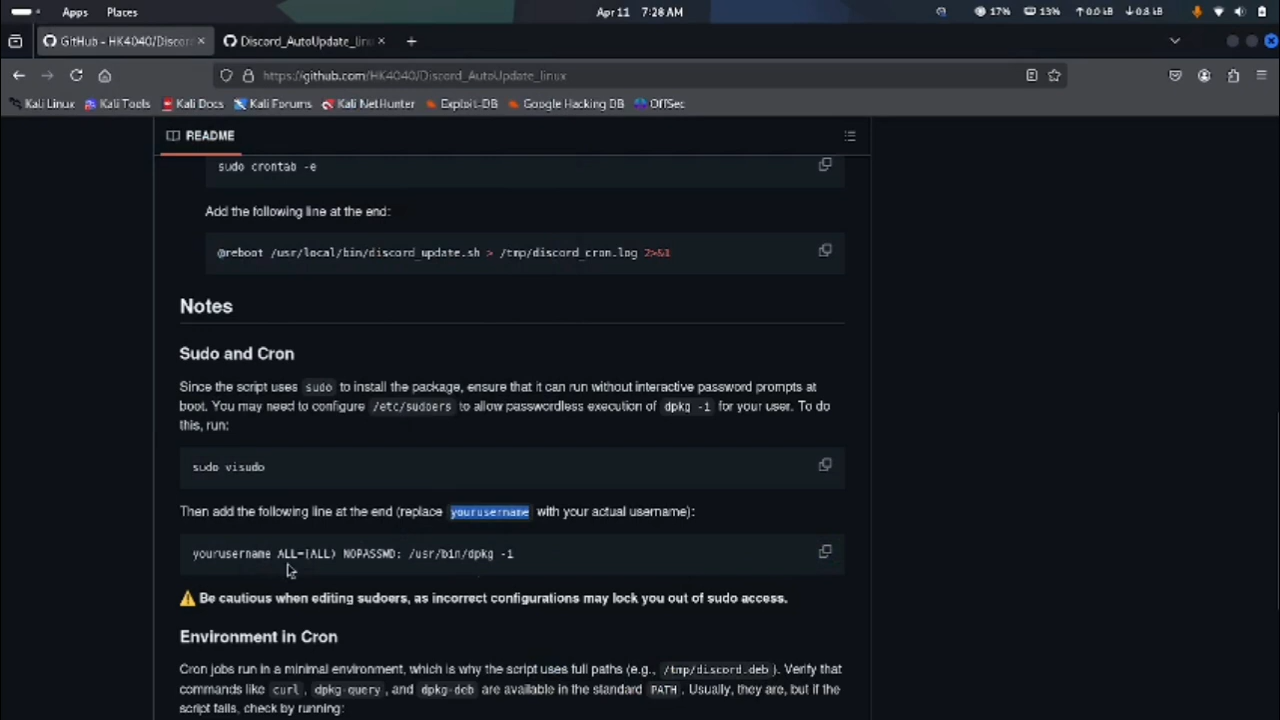 Apps Places Apr 11 7:28 AM 17% 13% 0.0 kB 0.8 kB
GitHub - HK4040/Discord Discord_AutoUpdate_linu
https://github.com/HK4040/Discord_AutoUpdate_linux
Kali Linux Kali Tools Kali Docs Kali Forums Kali NetHunter Exploit-DB Google Hacking DB OffSec
README
sudo crontab -e
Add the following line at the end:
@reboot /usr/local/bin/discord_update.sh > /tmp/discord_cron.log 2>&1
Notes
Sudo and Cron
Since the script uses sudo to install the package, ensure that it can run without interactive password prompts at
boot. You may need to configure /etc/sudoers to allow passwordless execution of dpkg -i for your user. To do
this, run:
sudo visudo
Then add the following line at the end (replace yourusername with your actual username):
yourusername ALL=(ALL) NOPASSWD: /usr/bin/dpkg -i
⚠ Be cautious when editing sudoers, as incorrect configurations may lock you out of sudo access.
Environment in Cron
Cron jobs run in a minimal environment, which is why the script uses full paths (e.g., /tmp/discord.deb). Verify that
commands like curl, dpkg-query, and dpkg-deb are available in the standard PATH. Usually, they are, but if the
script fails, check by running: